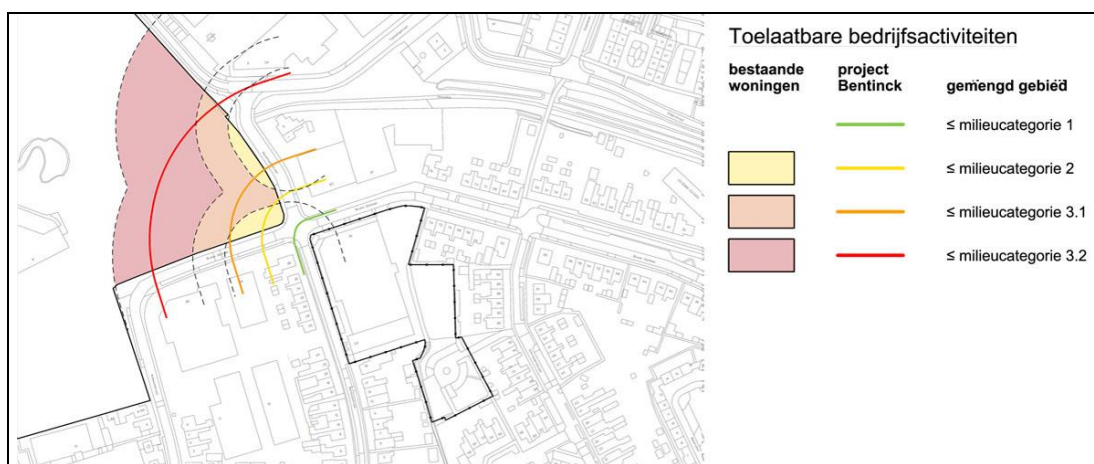 Toelaatbare bedrijfsactiviteiten
bestaande woningen
project Bentinck
gemengd gebied
≤ milieucategorie 1
≤ milieucategorie 2
≤ milieucategorie 3.1
≤ milieucategorie 3.2